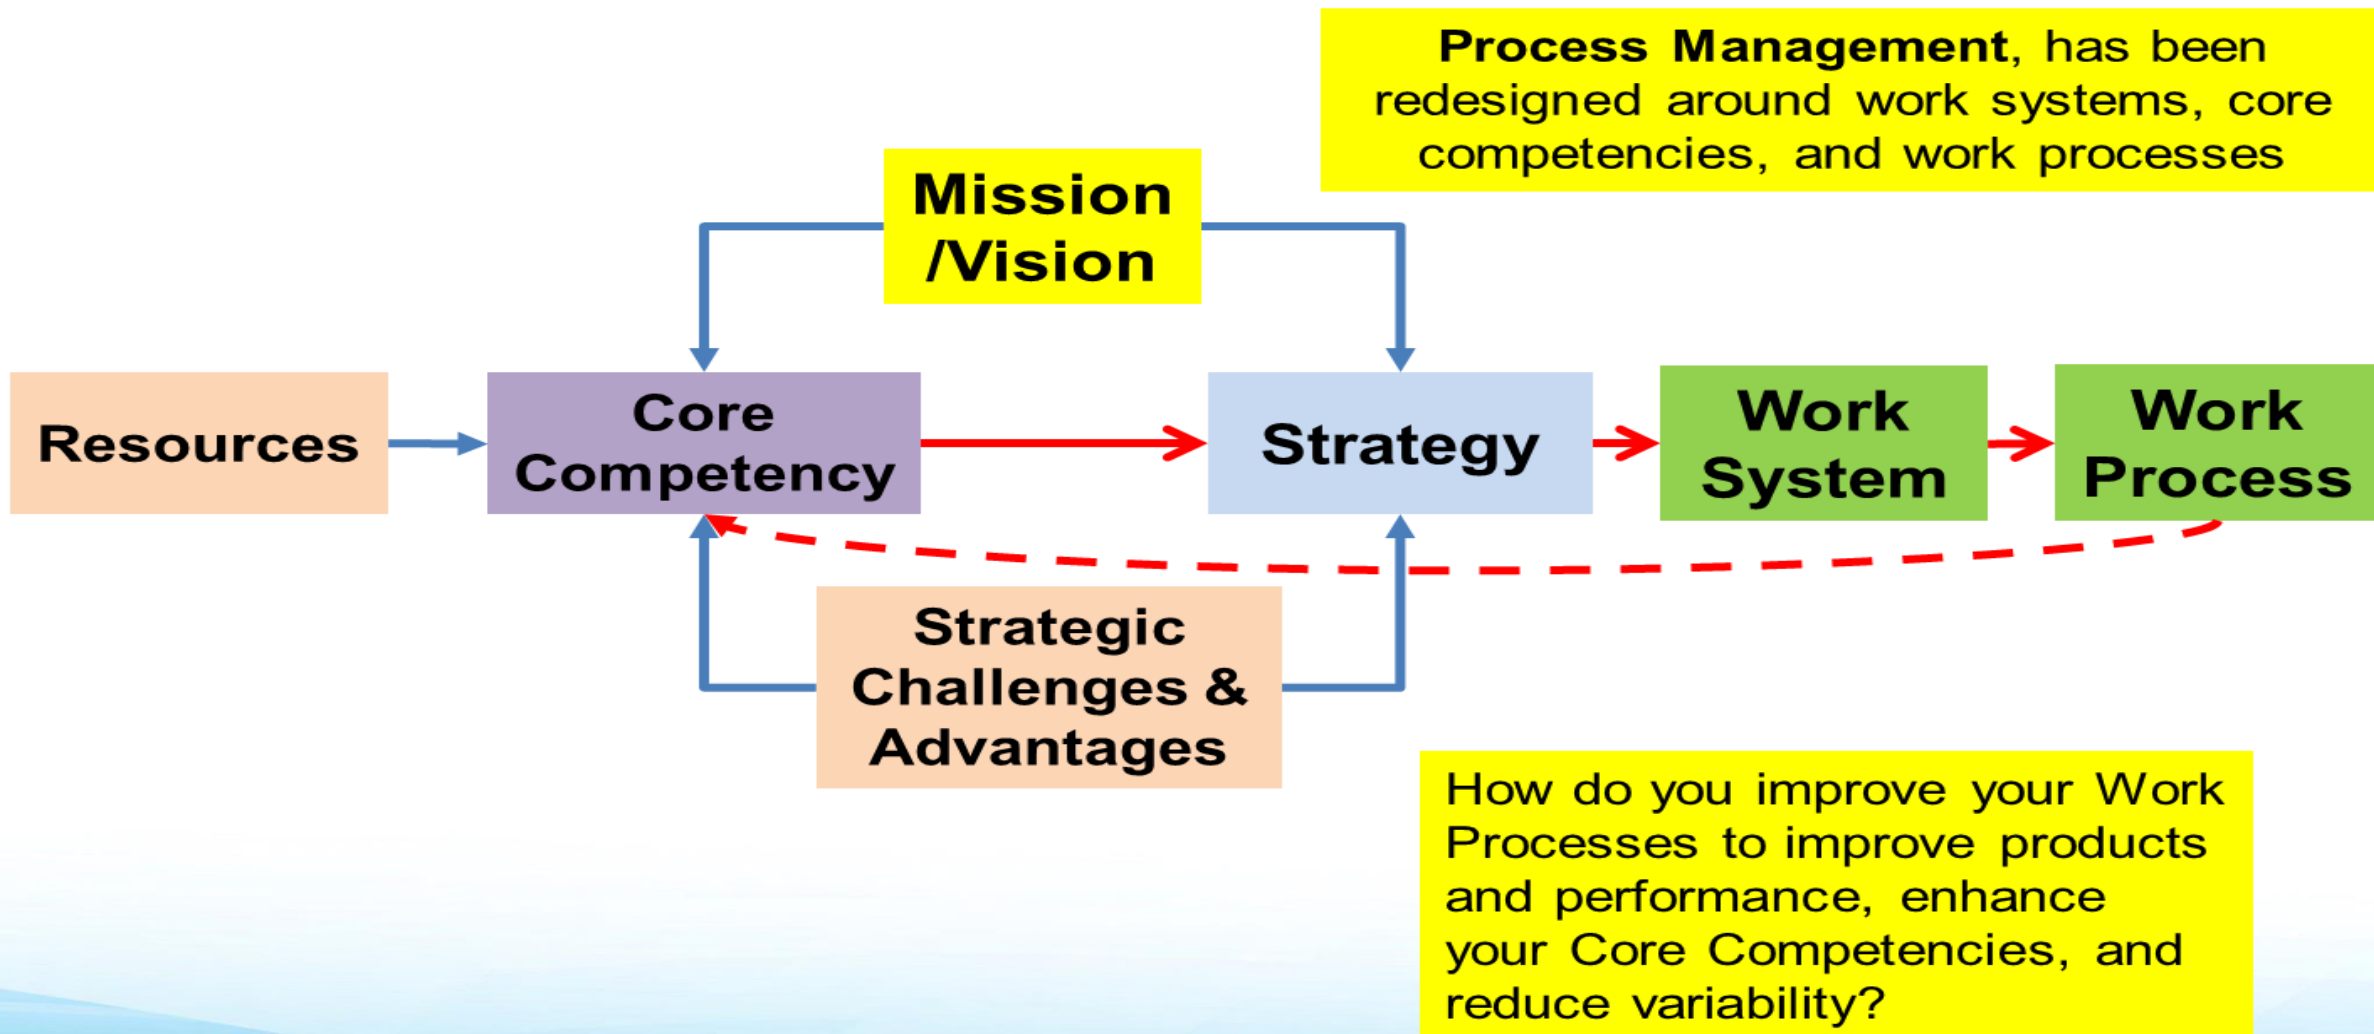 Process Management, has been
redesigned around work systems, core
competencies, and work processes
Mission
/Vision
Resources
Core
Competency
Strategy
Work
System
Work
Process
Strategic
Challenges &
Advantages
How do you improve your Work
Processes to improve products
and performance, enhance
your Core Competencies, and
reduce variability?